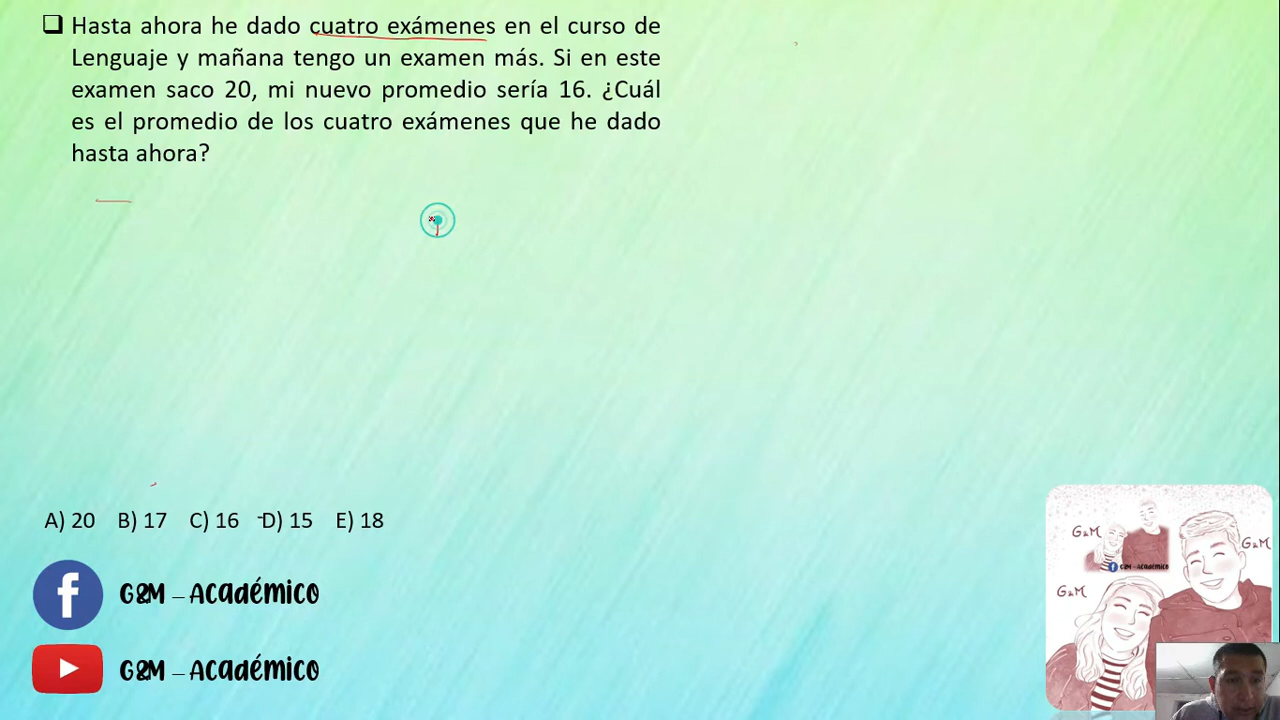 Hasta ahora he dado cuatro exámenes en el curso de
Lenguaje y mañana tengo un examen más. Si en este
examen saco 20, mi nuevo promedio sería 16. ¿Cuál
es el promedio de los cuatro exámenes que he dado
hasta ahora?
A) 20 B) 17 C) 16 D) 15 E) 18
G&M – Académico
G&M – Académico
G&M
G&M
G&M – Académico
G&M